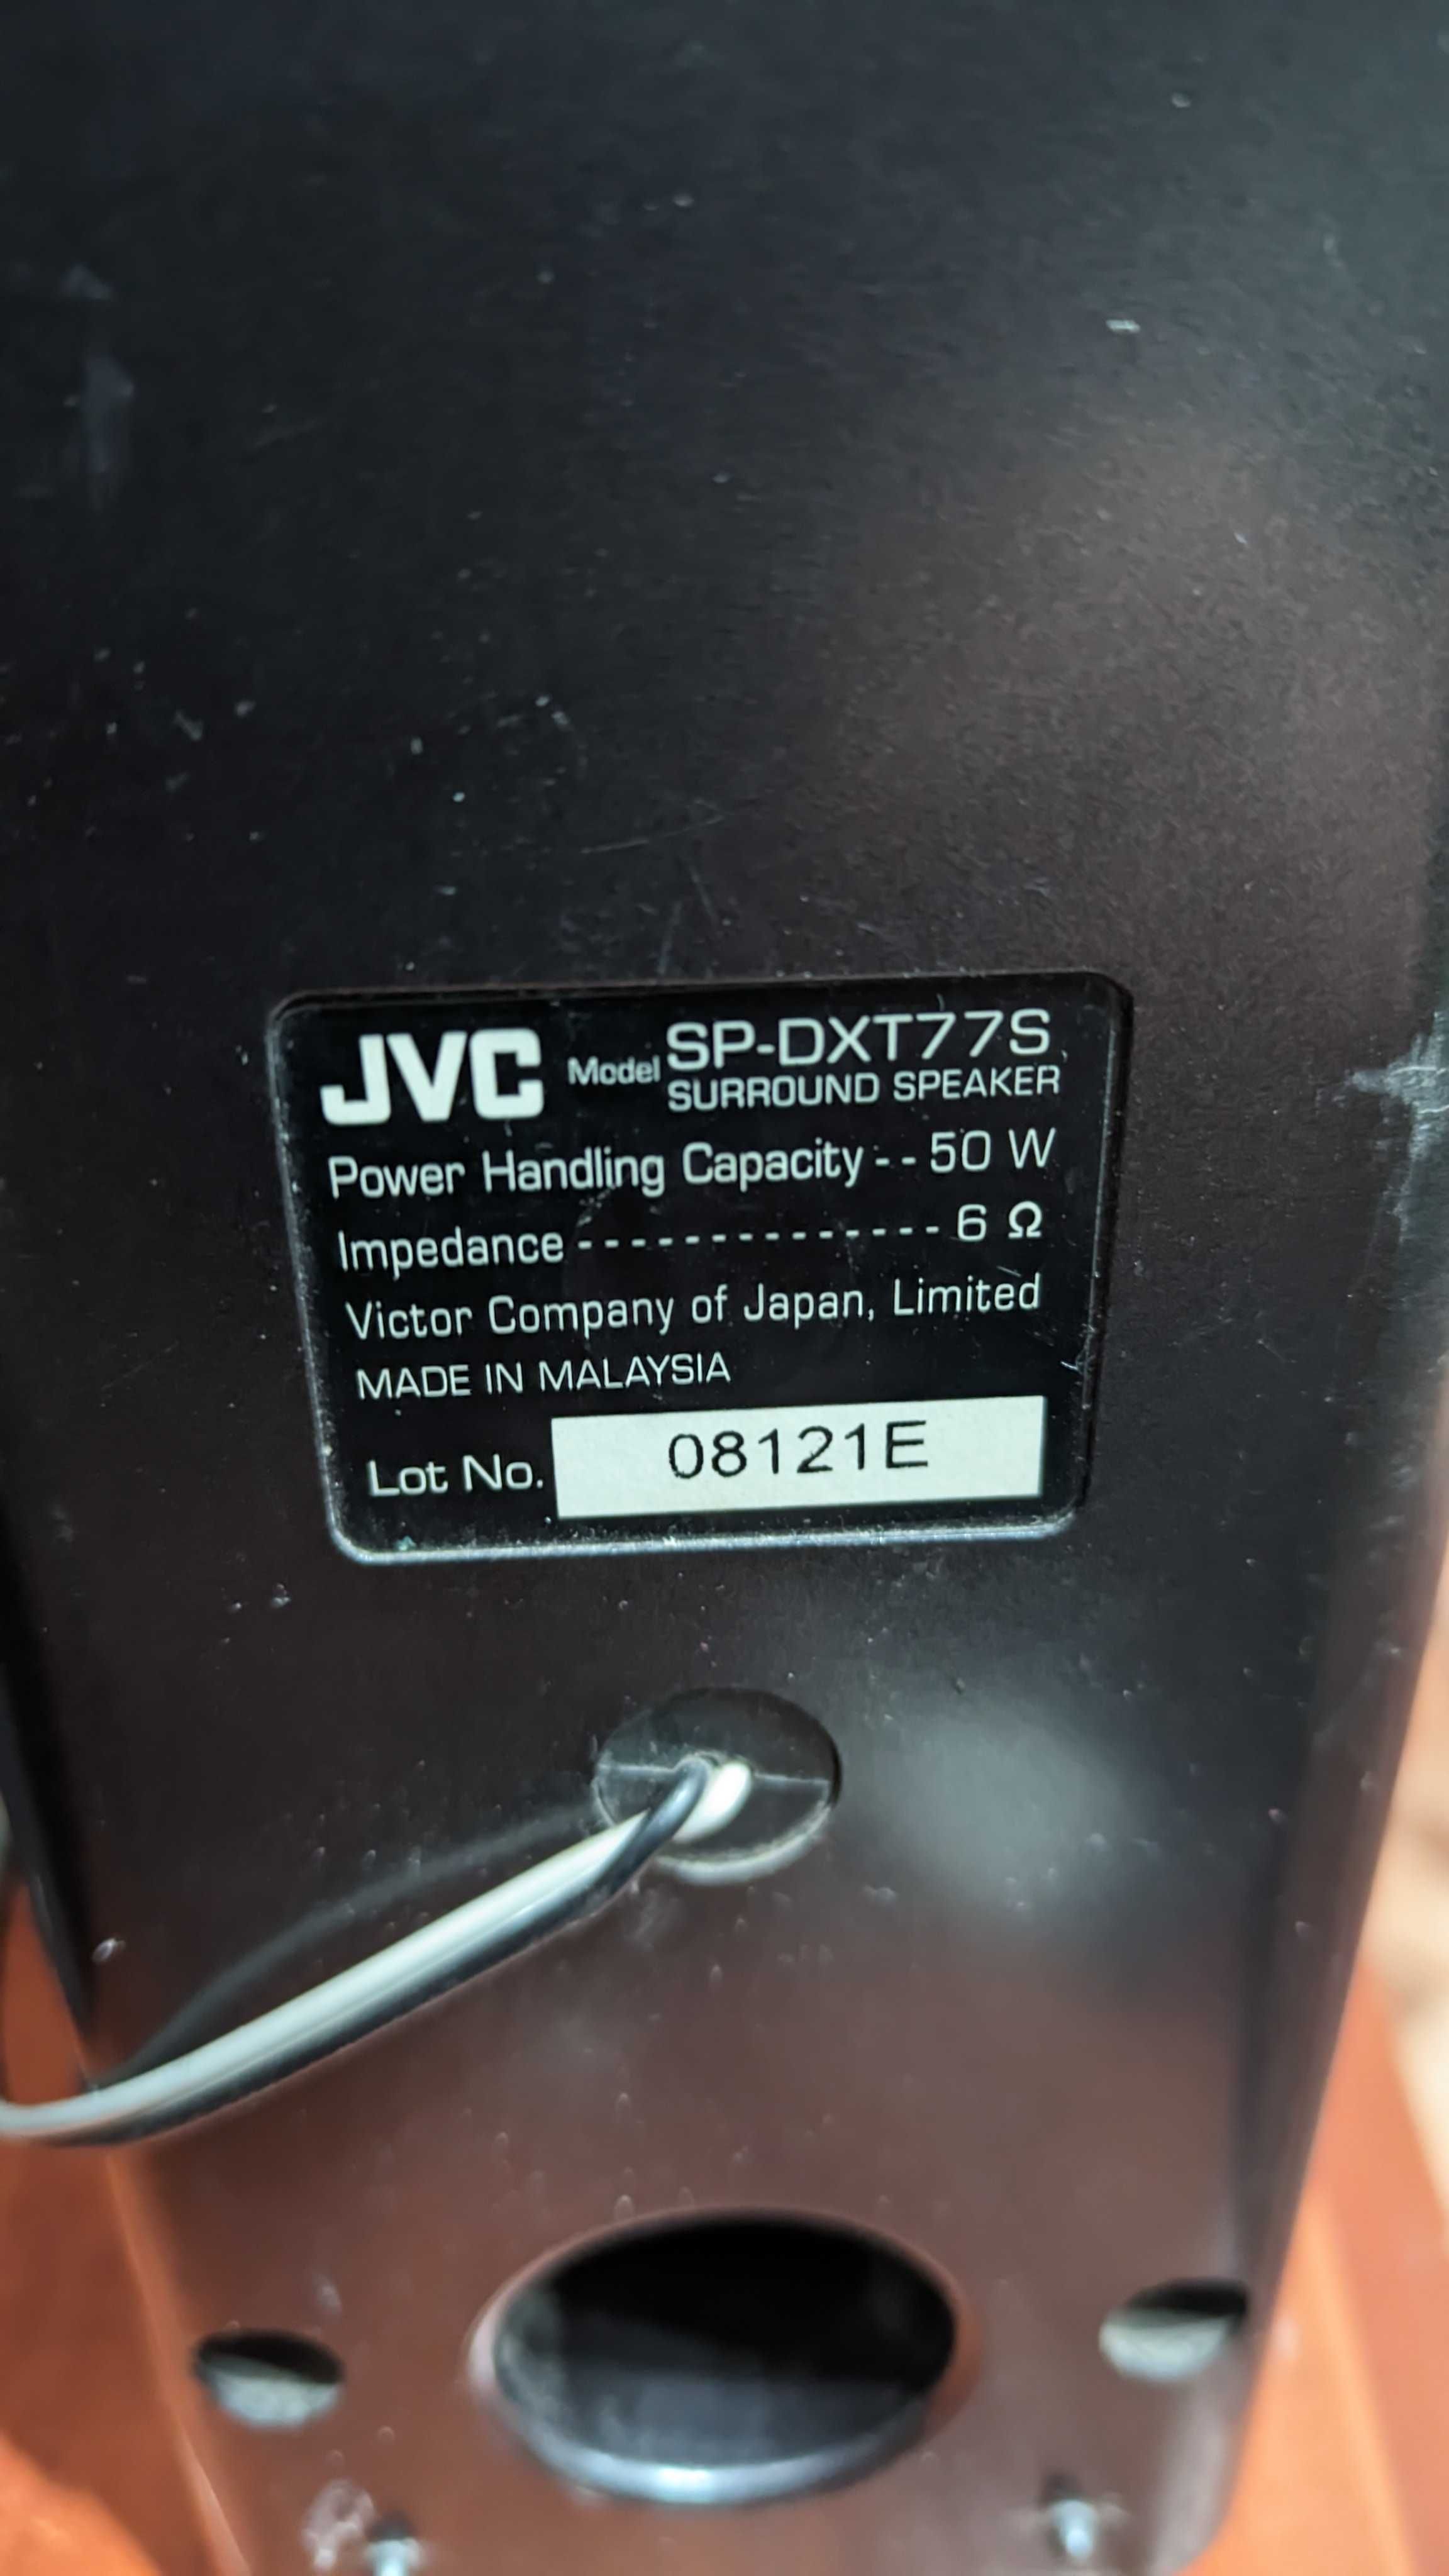 JVC Model SP-DXT77S
SURROUND SPEAKER
Power Handling Capacity -- 50 W
Impedance -------------- 6 Ω
Victor Company of Japan, Limited
MADE IN MALAYSIA
Lot No. 08121E